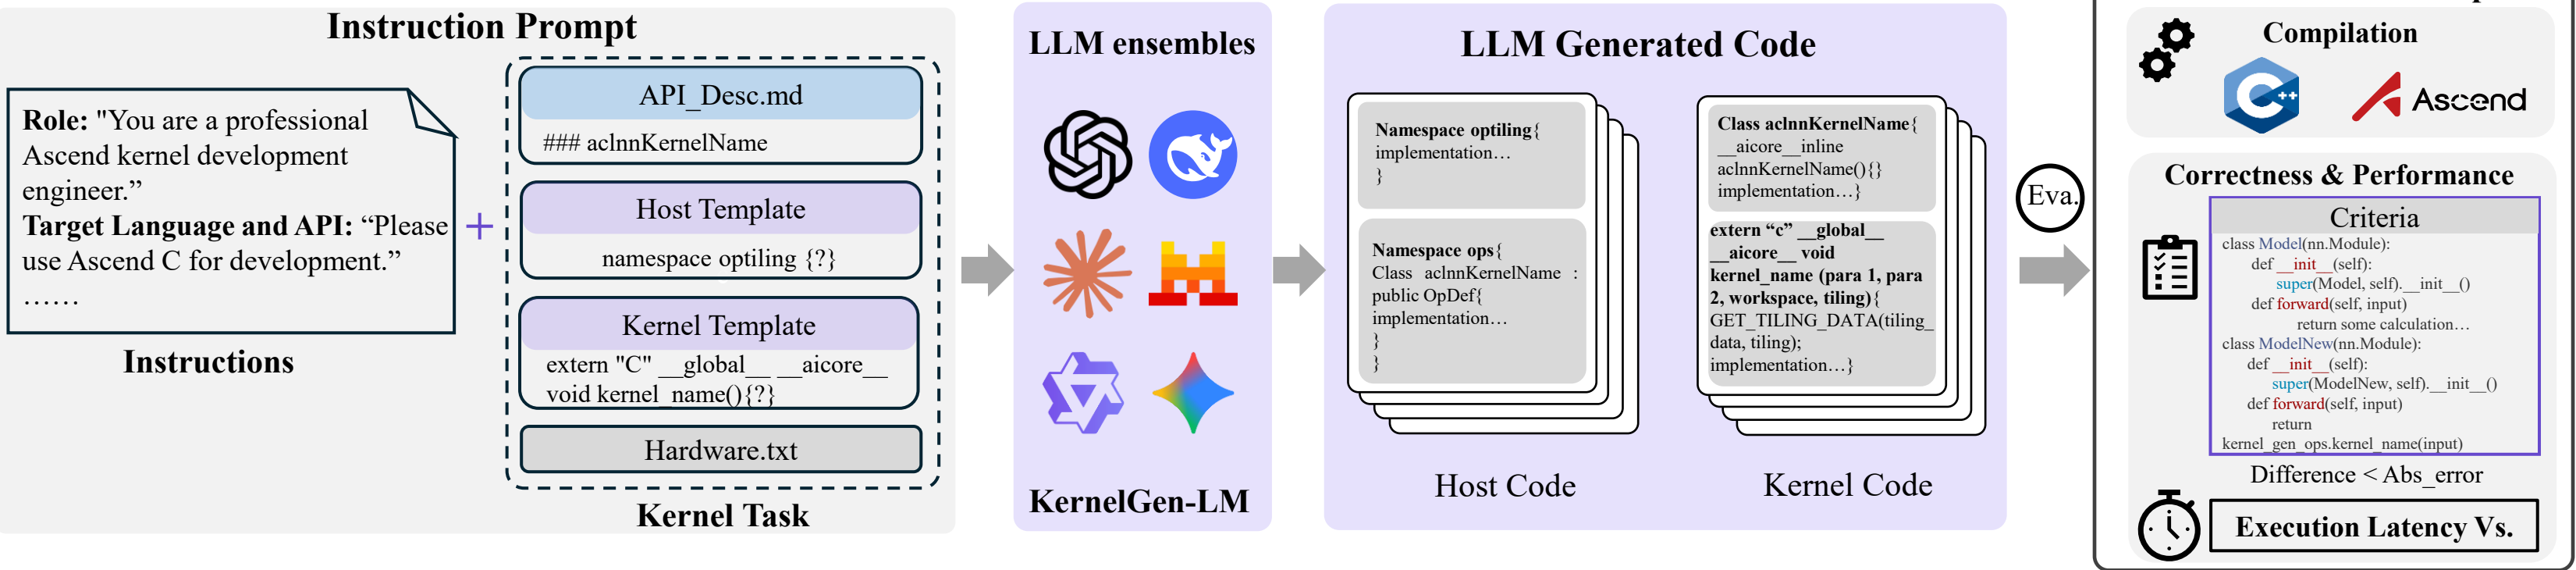 Instruction Prompt
Role: "You are a professional
Ascend kernel development
engineer.”
Target Language and API: “Please
use Ascend C for development.”
……
Instructions
+
API_Desc.md
### aclnnKernelName
Host Template
namespace optiling {?}
Kernel Template
extern "C" __global__ __aicore__
void kernel_name(){?}
Hardware.txt
Kernel Task
LLM ensembles
KernelGen-LM
LLM Generated Code
Namespace optiling{
implementation…
}
Namespace ops{
Class aclnnKernelName :
public OpDef{
implementation…
}
}
Host Code
Class aclnnKernelName{
__aicore__inline
aclnnKernelName(){}
implementation…}
extern “c” __global__
__aicore__ void
kernel_name (para 1, para
2, workspace, tiling){
GET_TILING_DATA(tiling_
data, tiling);
implementation…}
Kernel Code
Eva.
Compilation
C++
Ascend
Correctness & Performance
Criteria
class Model(nn.Module):
def __init__(self):
super(Model, self).__init__()
def forward(self, input)
return some calculation…
class ModelNew(nn.Module):
def __init__(self):
super(ModelNew, self).__init__()
def forward(self, input)
return
kernel_gen_ops.kernel_name(input)
Difference < Abs_error
Execution Latency Vs.